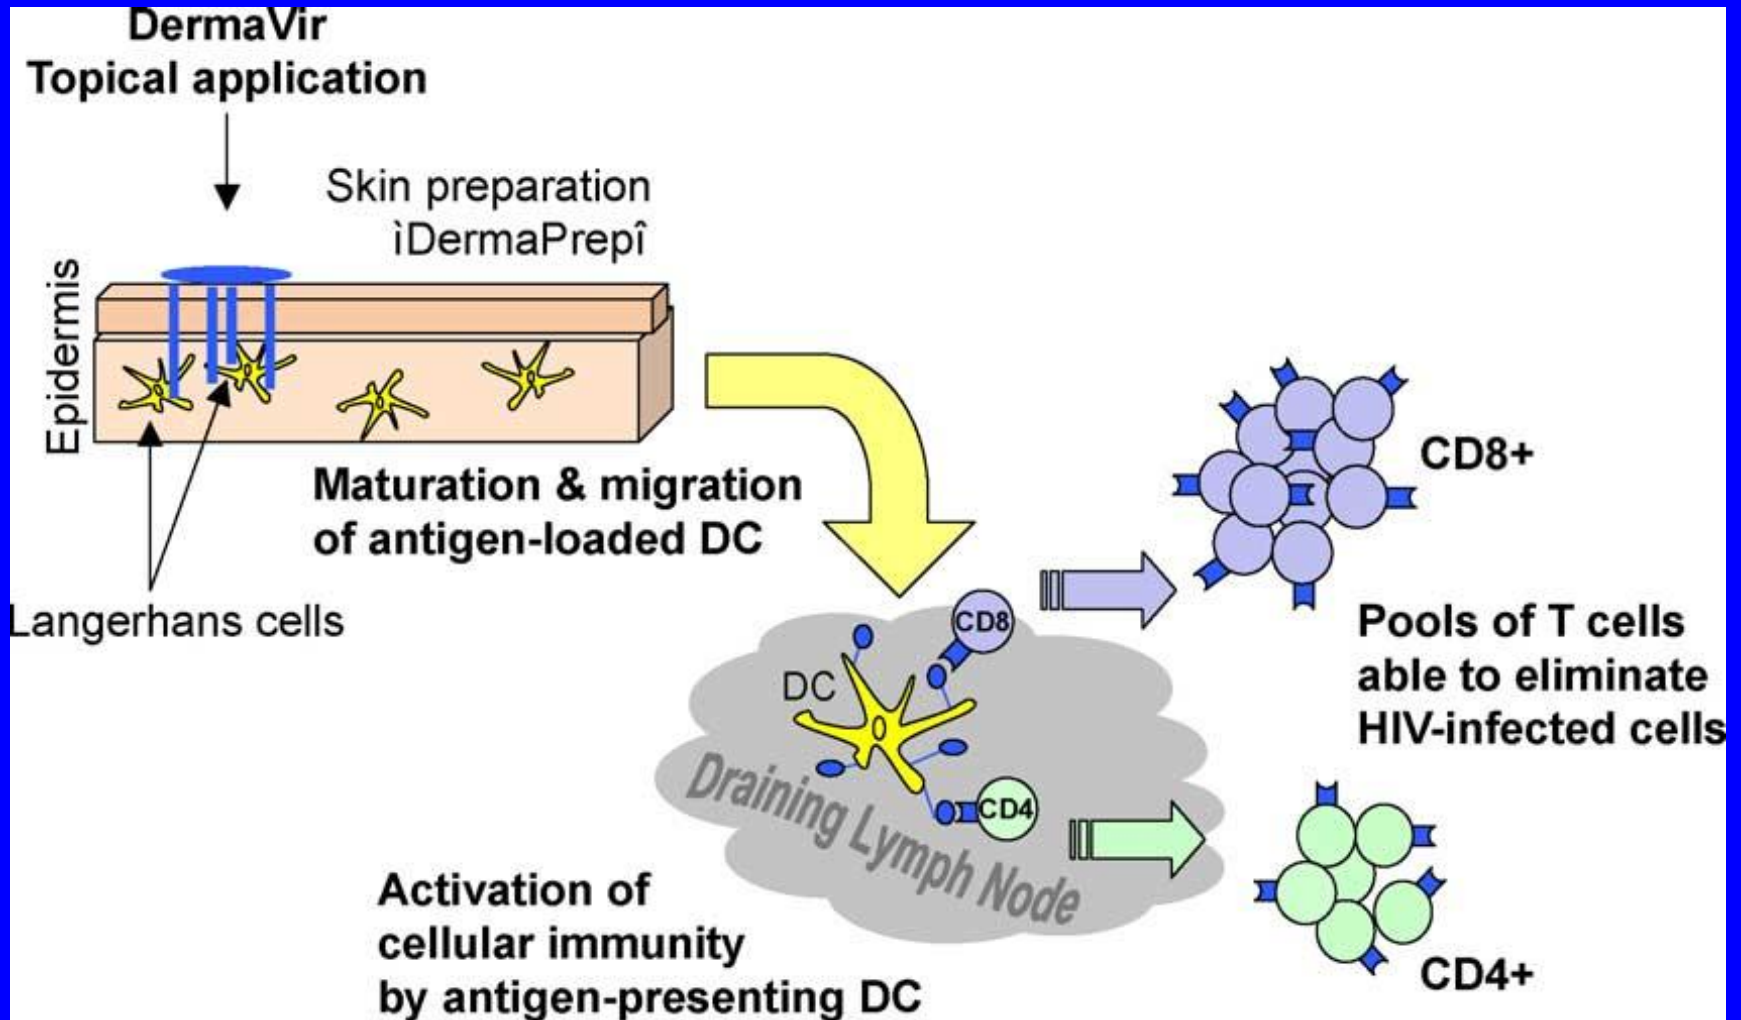 DermaVir
Topical application
Skin preparation
ìDermaPrepî
Epidermis
Maturation & migration
of antigen-loaded DC
Langerhans cells
CD8+
CD8
DC
Pools of T cells
able to eliminate
HIV-infected cells
CD4
Draining Lymph Node
Activation of
cellular immunity
by antigen-presenting DC
CD4+